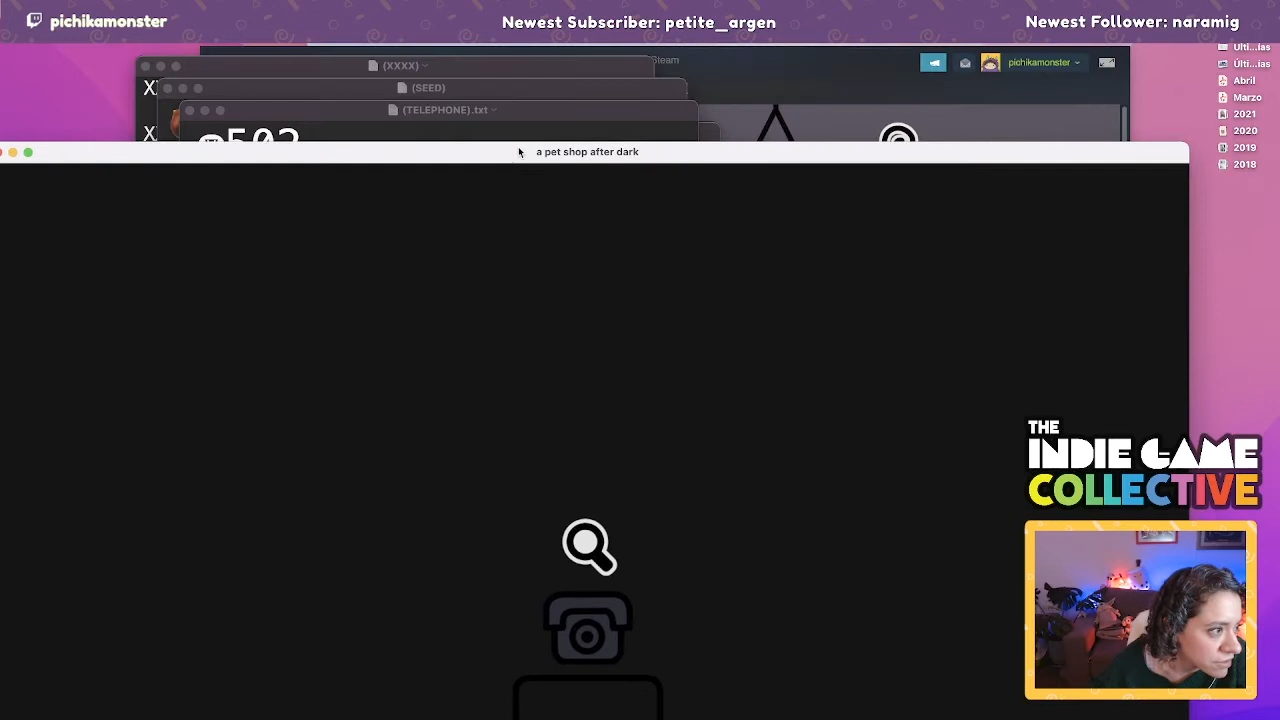 pichikamonster
Newest Subscriber: petite_argen
Newest Follower: naramig
Steam
pichikamonster
(XXXX)
(SEED)
(TELEPHONE).txt
a pet shop after dark
Últi...ias
Últi...ias
Abril
Marzo
2021
2020
2019
2018
THE
INDIE GAME
COLLECTIVE